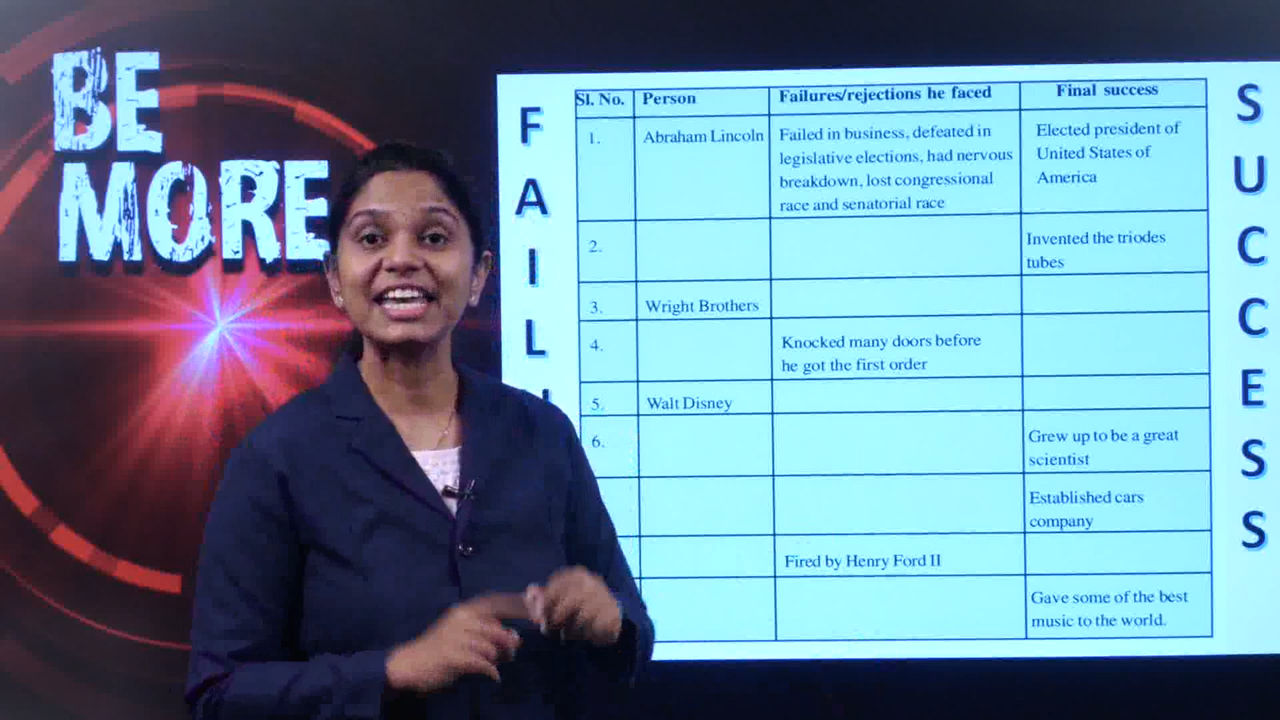 BE
MORE
F
A
I
L
S
U
C
C
E
S
S
Sl. No. Person Failures/rejections he faced Final success
1. Abraham Lincoln Failed in business, defeated in
legislative elections, had nervous
breakdown, lost congressional
race and senatorial race
Elected president of
United States of
America
2. Invented the triodes
tubes
3. Wright Brothers
4. Knocked many doors before
he got the first order
5. Walt Disney
6. Grew up to be a great
scientist
Established cars
company
Fired by Henry Ford II
Gave some of the best
music to the world.